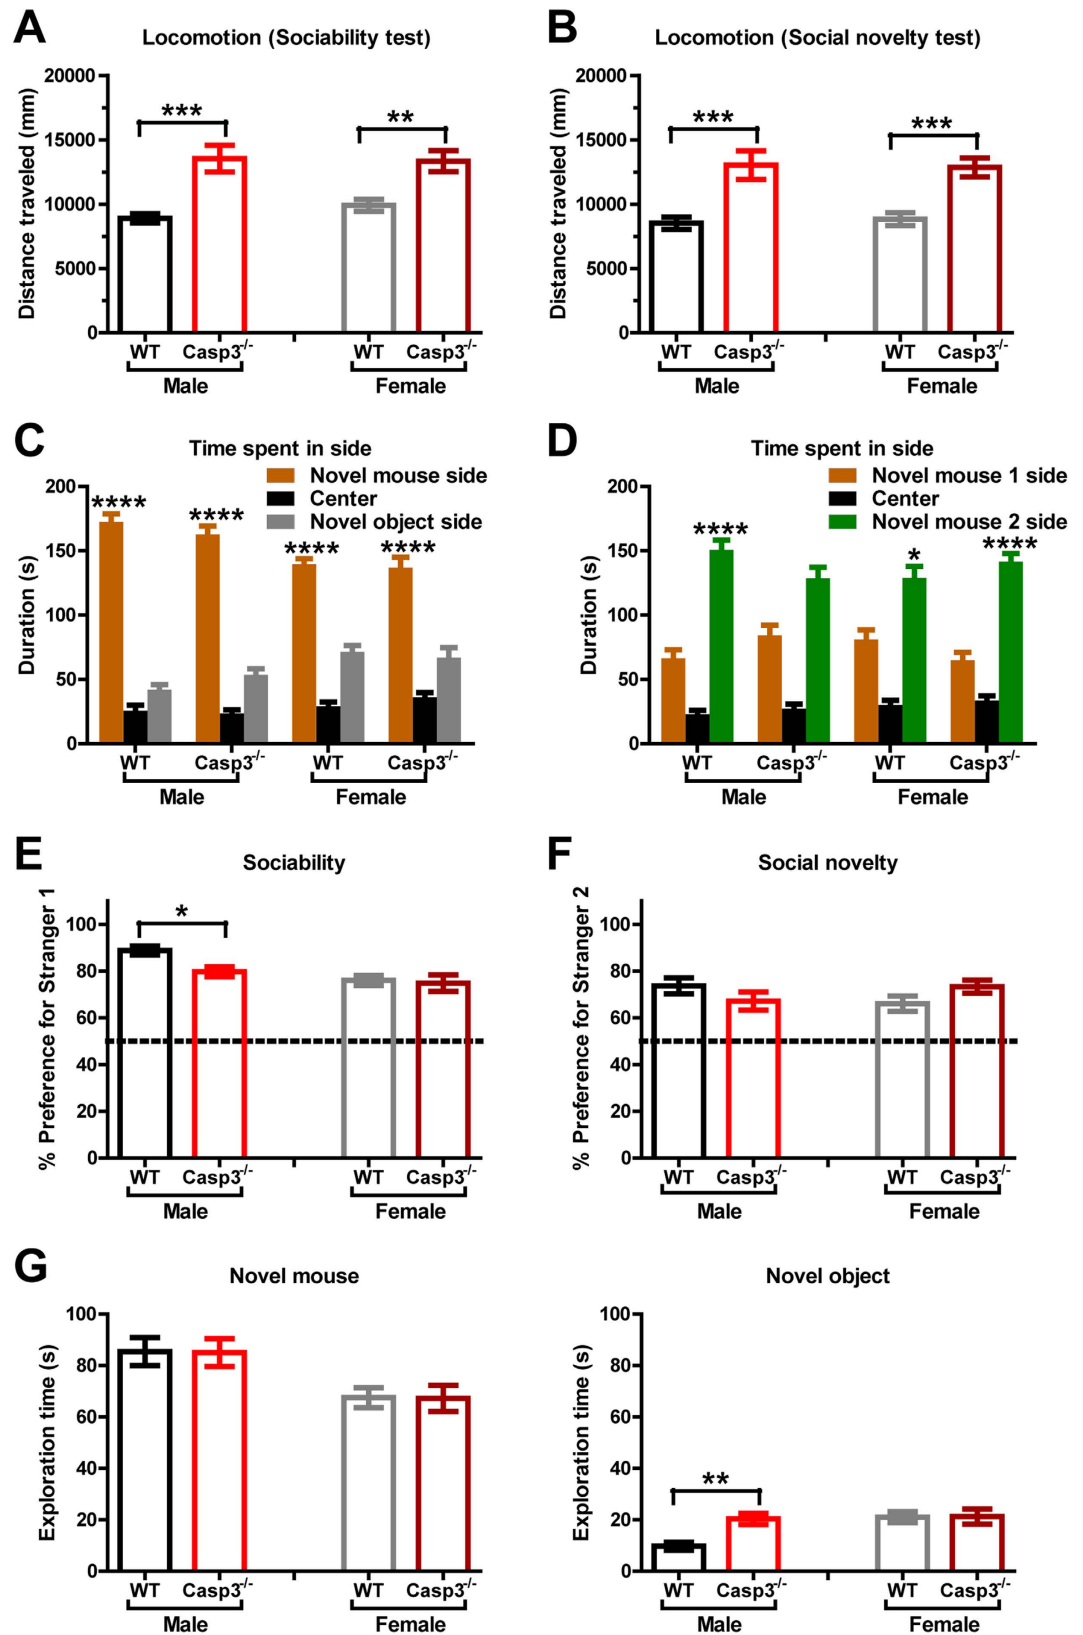 A
Locomotion (Sociability test)
Distance traveled (mm)
20000
15000
10000
5000
0
***
**
WT
Casp3-/-
WT
Casp3-/-
Male
Female
B
Locomotion (Social novelty test)
Distance traveled (mm)
20000
15000
10000
5000
0
***
***
WT
Casp3-/-
WT
Casp3-/-
Male
Female
C
Time spent in side
Novel mouse side
Center
Novel object side
Duration (s)
200
150
100
50
0
****
****
****
****
WT
Casp3-/-
WT
Casp3-/-
Male
Female
D
Time spent in side
Novel mouse 1 side
Center
Novel mouse 2 side
Duration (s)
200
150
100
50
0
****
*
****
WT
Casp3-/-
WT
Casp3-/-
Male
Female
E
Sociability
% Preference for Stranger 1
100
80
60
40
20
0
*
WT
Casp3-/-
WT
Casp3-/-
Male
Female
F
Social novelty
% Preference for Stranger 2
100
80
60
40
20
0
WT
Casp3-/-
WT
Casp3-/-
Male
Female
G
Novel mouse
Exploration time (s)
100
80
60
40
20
0
WT
Casp3-/-
WT
Casp3-/-
Male
Female
Novel object
Exploration time (s)
100
80
60
40
20
0
**
WT
Casp3-/-
WT
Casp3-/-
Male
Female